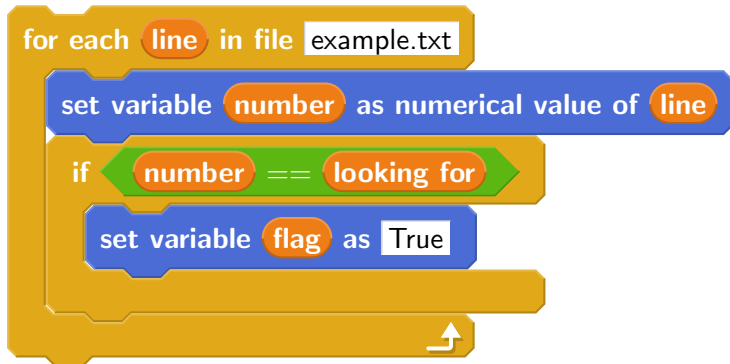 for each line in file example.txt
set variable number as numerical value of line
if number == looking for
set variable flag as True